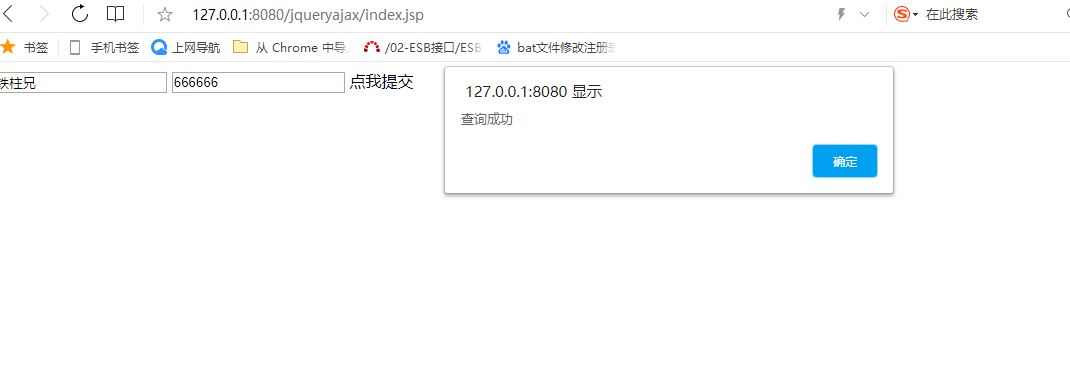 127.0.0.1:8080/jqueryajax/index.jsp
在此搜索
书签 手机书签 上网导航 从 Chrome 中导 /02-ESB接口/ESB bat文件修改注册
铁柱兄 666666 点我提交
127.0.0.1:8080 显示
查询成功
确定